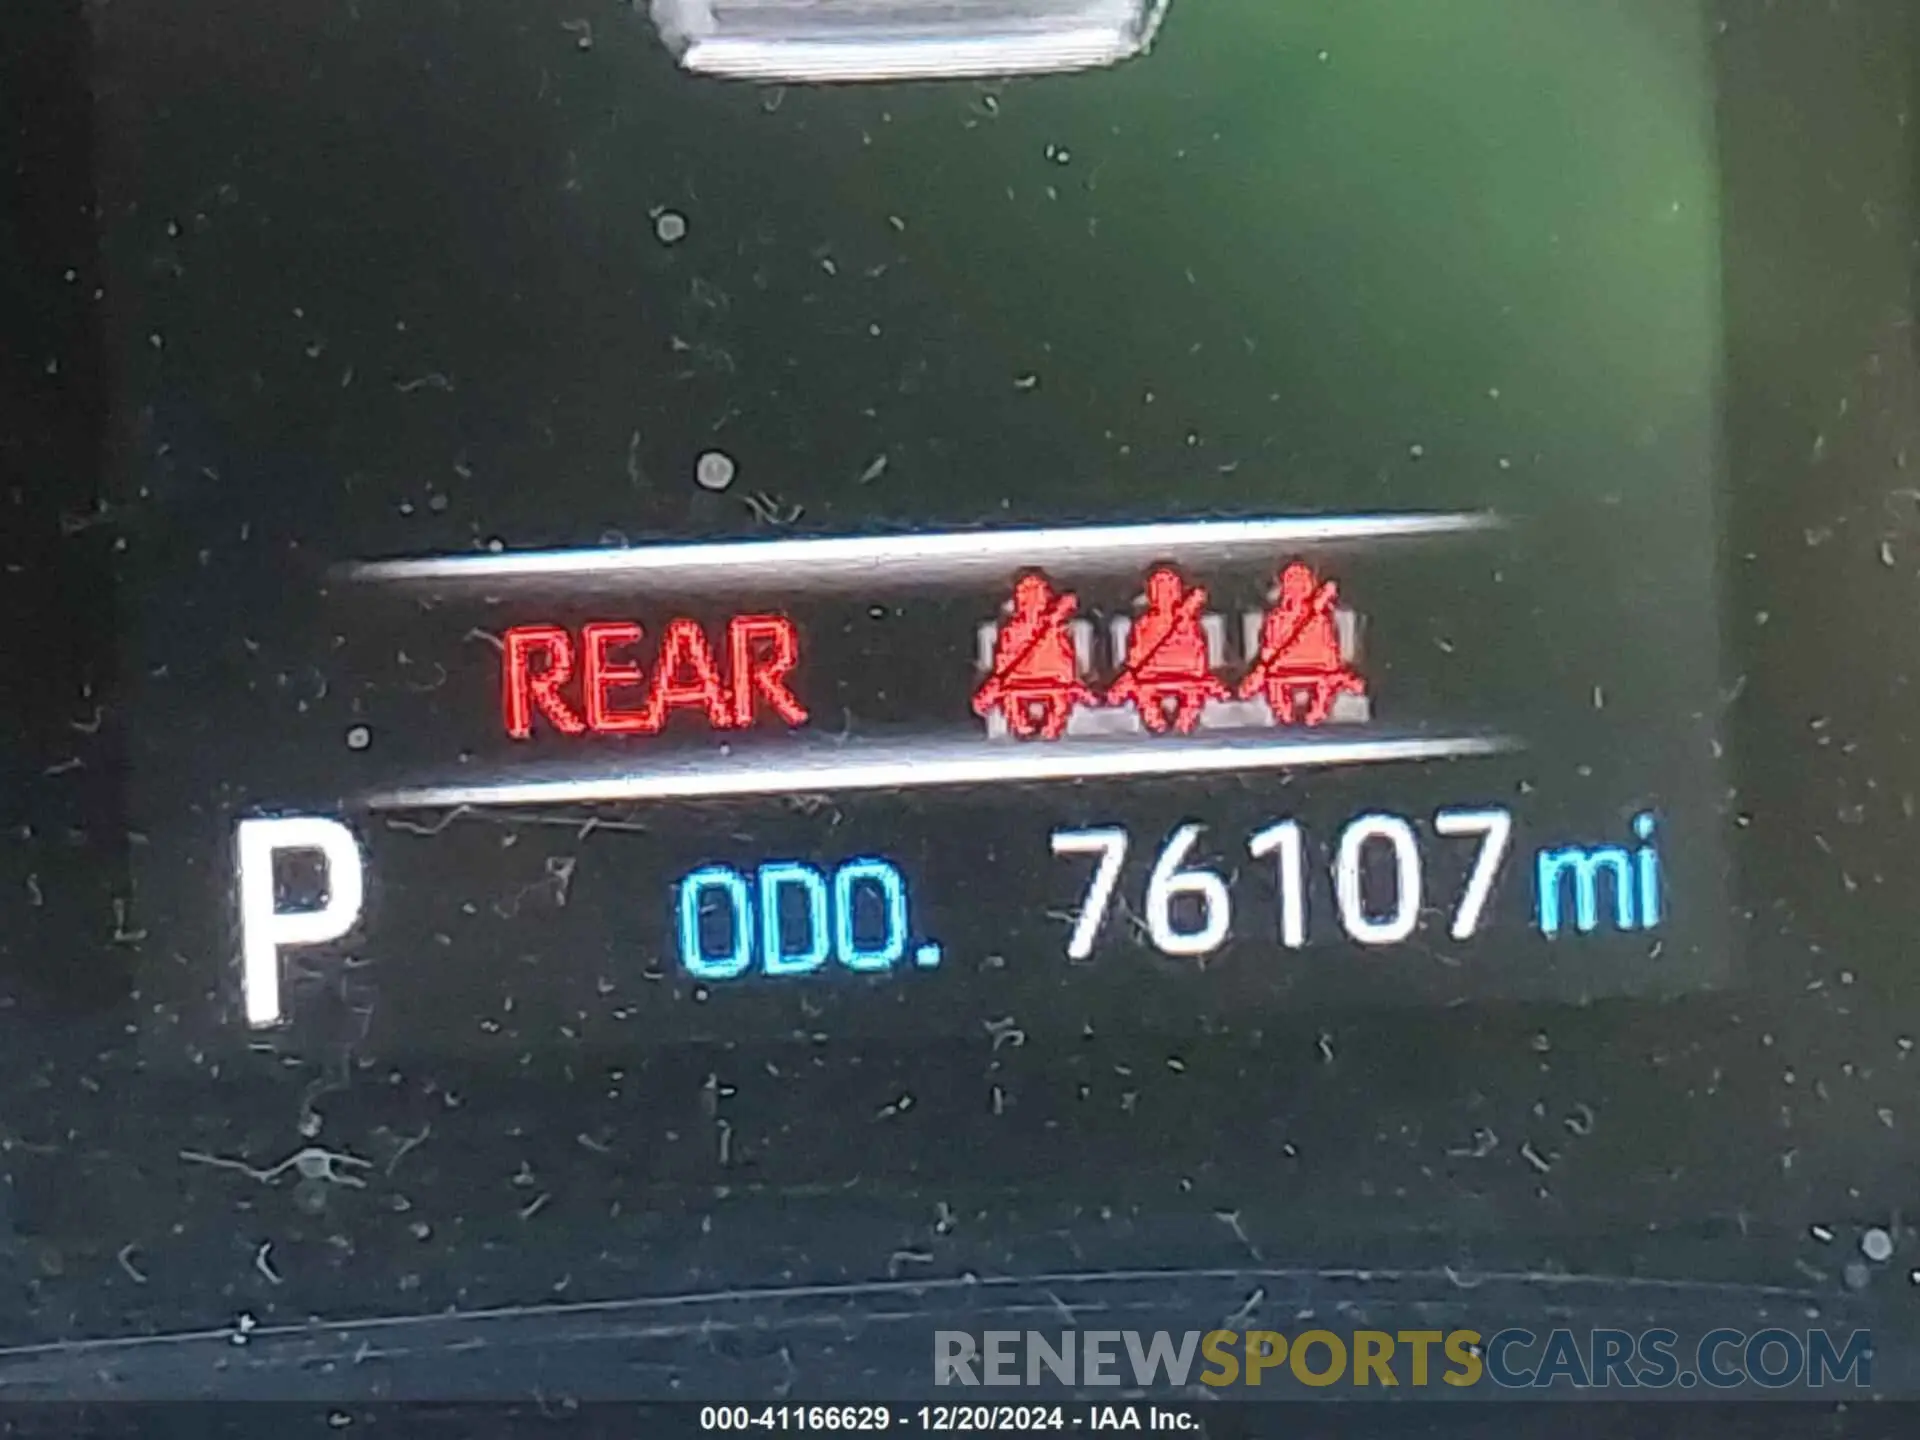 REAR
P ODO. 76107 mi
RENEWSPORTSCARS.COM
000-41166629 - 12/20/2024 - IAA Inc.